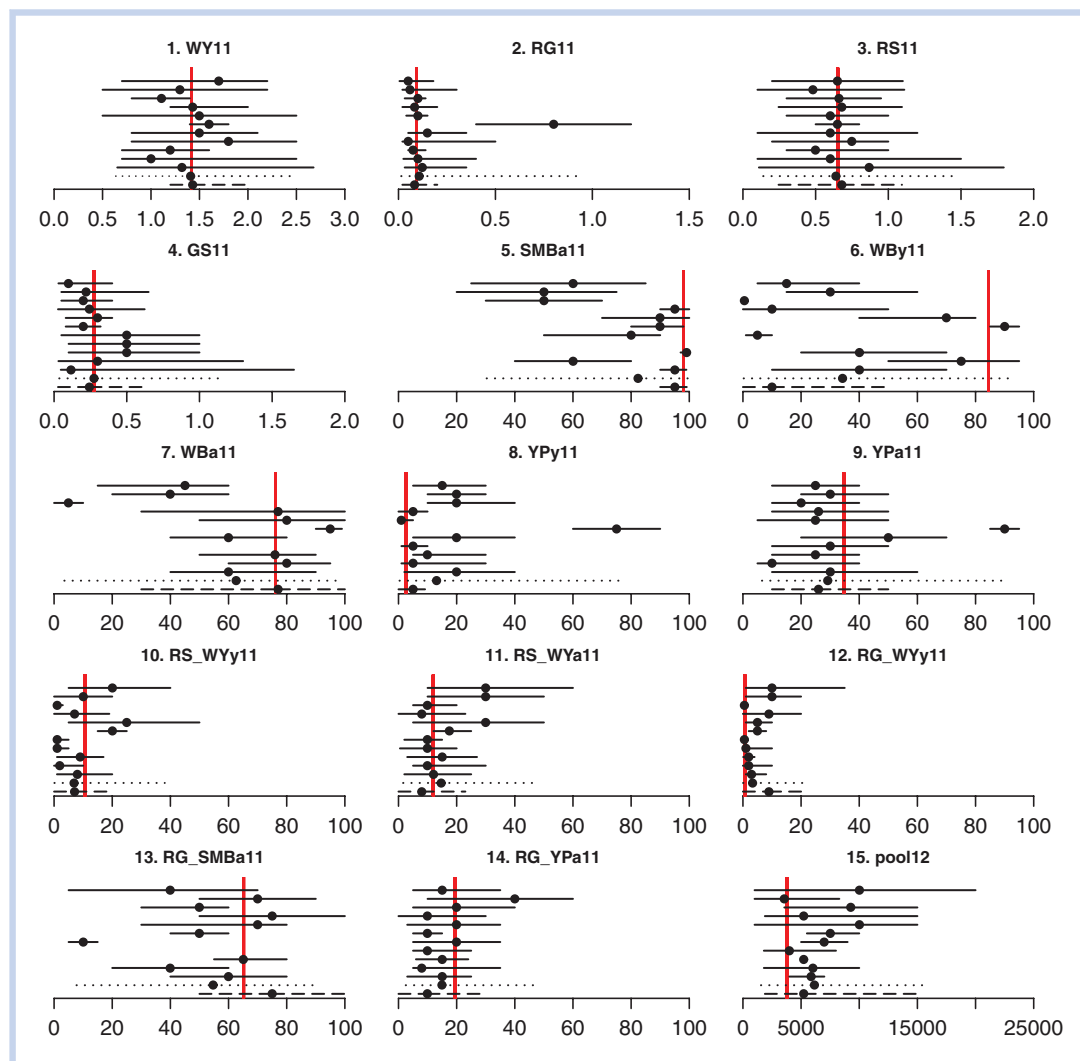 1. WY11 2. RG11 3. RS11
0.0 0.5 1.0 1.5 2.0 2.5 3.0 0.0 0.5 1.0 1.5 0.0 0.5 1.0 1.5 2.0
4. GS11 5. SMBa11 6. WBy11
0.0 0.5 1.0 1.5 2.0 0 20 40 60 80 100 0 20 40 60 80 100
7. WBa11 8. YPy11 9. YPa11
0 20 40 60 80 100 0 20 40 60 80 100 0 20 40 60 80 100
10. RS_WYy11 11. RS_WYa11 12. RG_WYy11
0 20 40 60 80 100 0 20 40 60 80 100 0 20 40 60 80 100
13. RG_SMBa11 14. RG_YPa11 15. pool12
0 20 40 60 80 100 0 20 40 60 80 100 0 5000 15000 25000